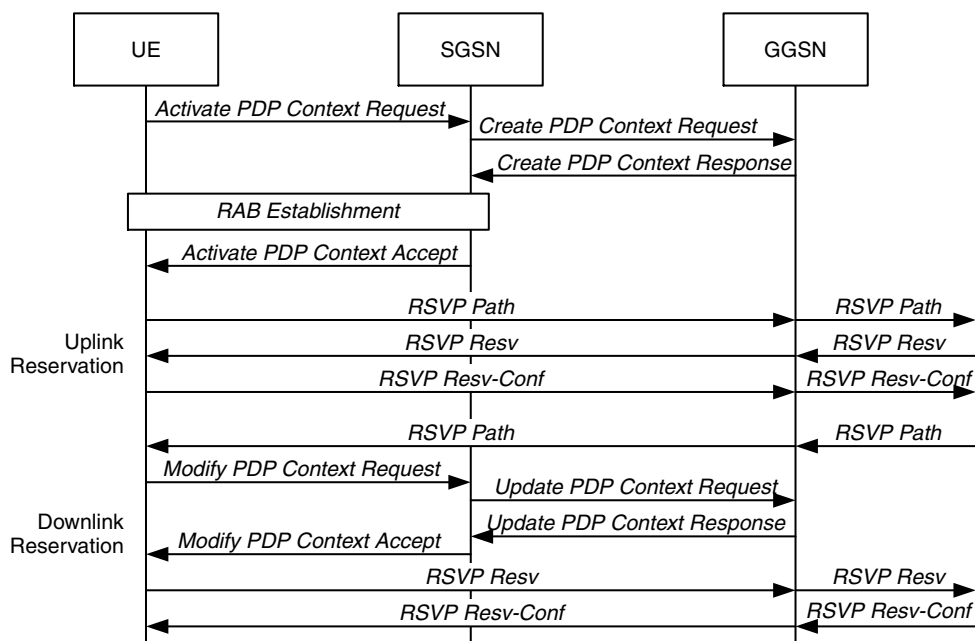 UE
SGSN
GGSN
Activate PDP Context Request
Create PDP Context Request
Create PDP Context Response
RAB Establishment
Activate PDP Context Accept
RSVP Path
RSVP Path
Uplink
Reservation
RSVP Resv
RSVP Resv
RSVP Resv-Conf
RSVP Resv-Conf
RSVP Path
RSVP Path
Modify PDP Context Request
Update PDP Context Request
Downlink
Reservation
Update PDP Context Response
Modify PDP Context Accept
RSVP Resv
RSVP Resv
RSVP Resv-Conf
RSVP Resv-Conf